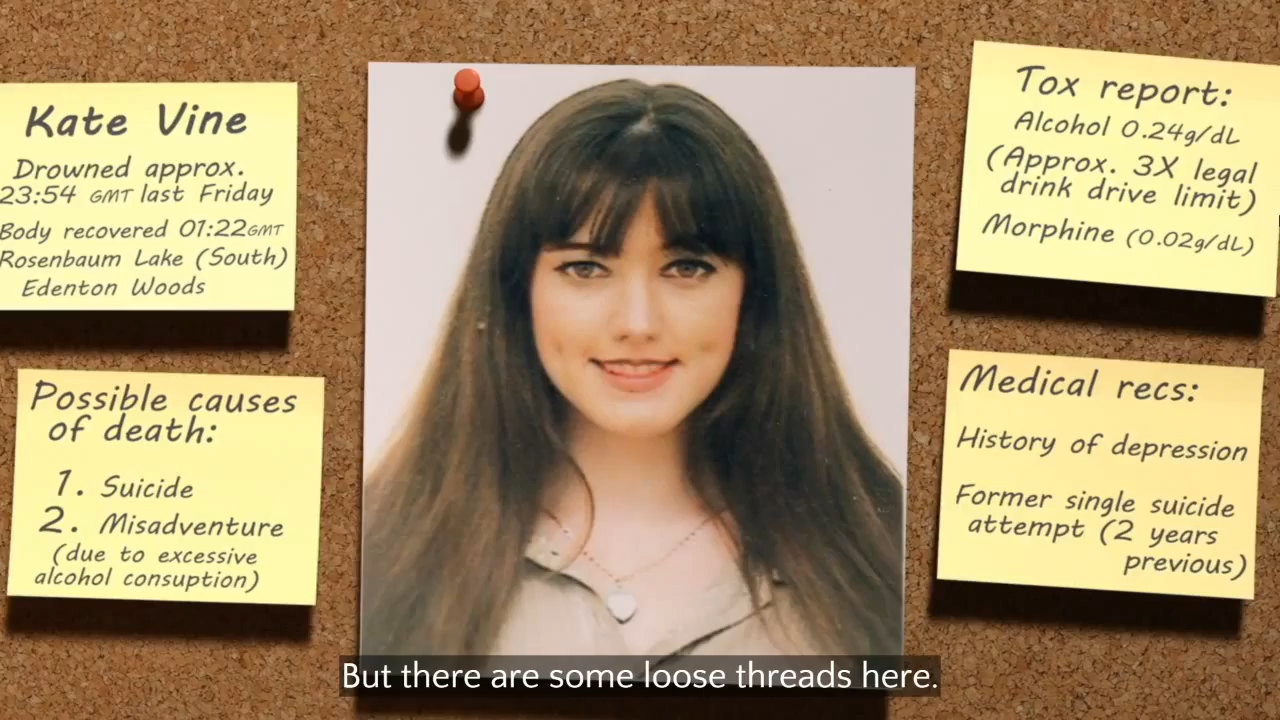 Kate Vine
Drowned approx.
23:54 GMT last Friday
Body recovered 01:22GMT
Rosenbaum Lake (South)
Edenton Woods
Possible causes
of death:
1. Suicide
2. Misadventure
(due to excessive
alcohol consuption)
Tox report:
Alcohol 0.24g/dL
(Approx. 3X legal
drink drive limit)
Morphine (0.02g/dL)
Medical recs:
History of depression
Former single suicide
attempt (2 years
previous)
But there are some loose threads here.